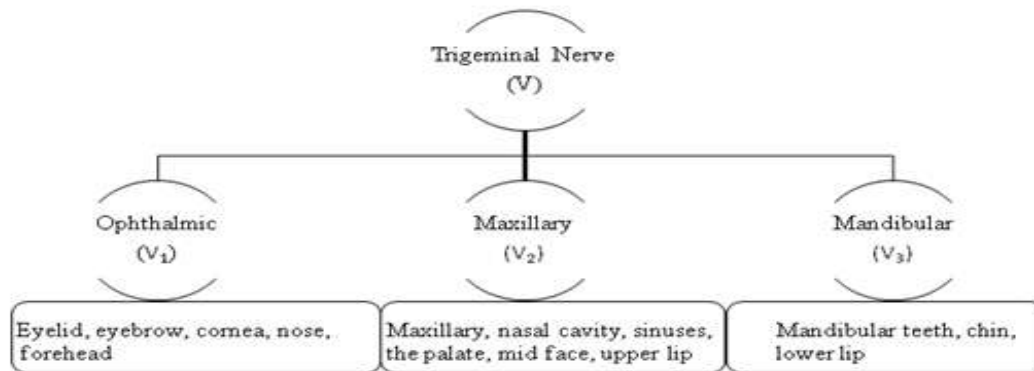 Trigeminal Nerve
(V)
Ophthalmic
(V₁)
Maxillary
(V₂)
Mandibular
(V₃)
Eyelid, eyebrow, cornea, nose,
forehead
Maxillary, nasal cavity, sinuses,
the palate, mid face, upper lip
Mandibular teeth, chin,
lower lip